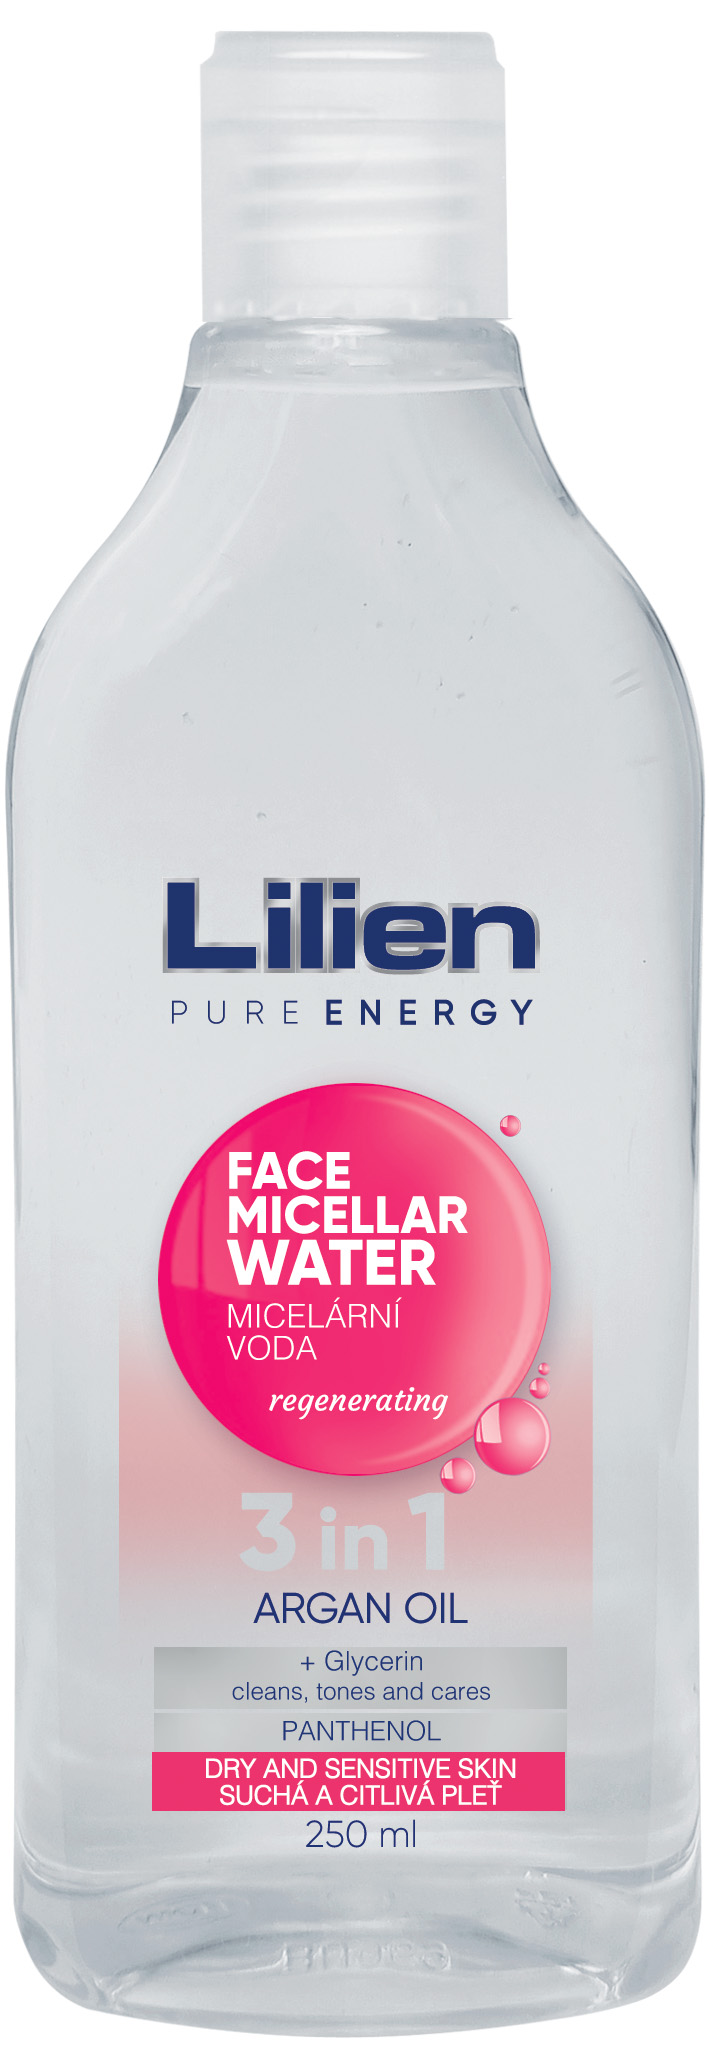 Lilien
PURE ENERGY
FACE
MICELLAR
WATER
MICELÁRNÍ
VODA
regenerating
3 in 1
ARGAN OIL
+ Glycerin
cleans, tones and cares
PANTHENOL
DRY AND SENSITIVE SKIN
SUCHÁ A CITLIVÁ PLEŤ
250 ml